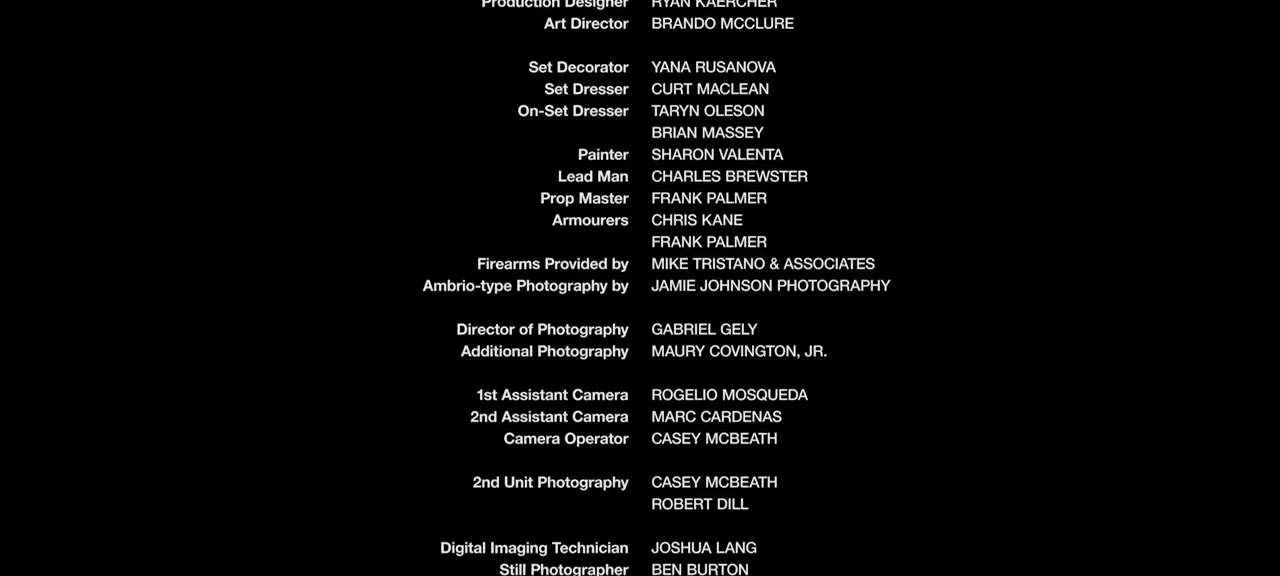 Production Designer RYAN KAERCHER
Art Director BRANDO MCCLURE
Set Decorator YANA RUSANOVA
Set Dresser CURT MACLEAN
On-Set Dresser TARYN OLESON
BRIAN MASSEY
Painter SHARON VALENTA
Lead Man CHARLES BREWSTER
Prop Master FRANK PALMER
Armourers CHRIS KANE
FRANK PALMER
Firearms Provided by MIKE TRISTANO & ASSOCIATES
Ambrio-type Photography by JAMIE JOHNSON PHOTOGRAPHY
Director of Photography GABRIEL GELY
Additional Photography MAURY COVINGTON, JR.
1st Assistant Camera ROGELIO MOSQUEDA
2nd Assistant Camera MARC CARDENAS
Camera Operator CASEY MCBEATH
2nd Unit Photography CASEY MCBEATH
ROBERT DILL
Digital Imaging Technician JOSHUA LANG
Still Photographer BEN BURTON